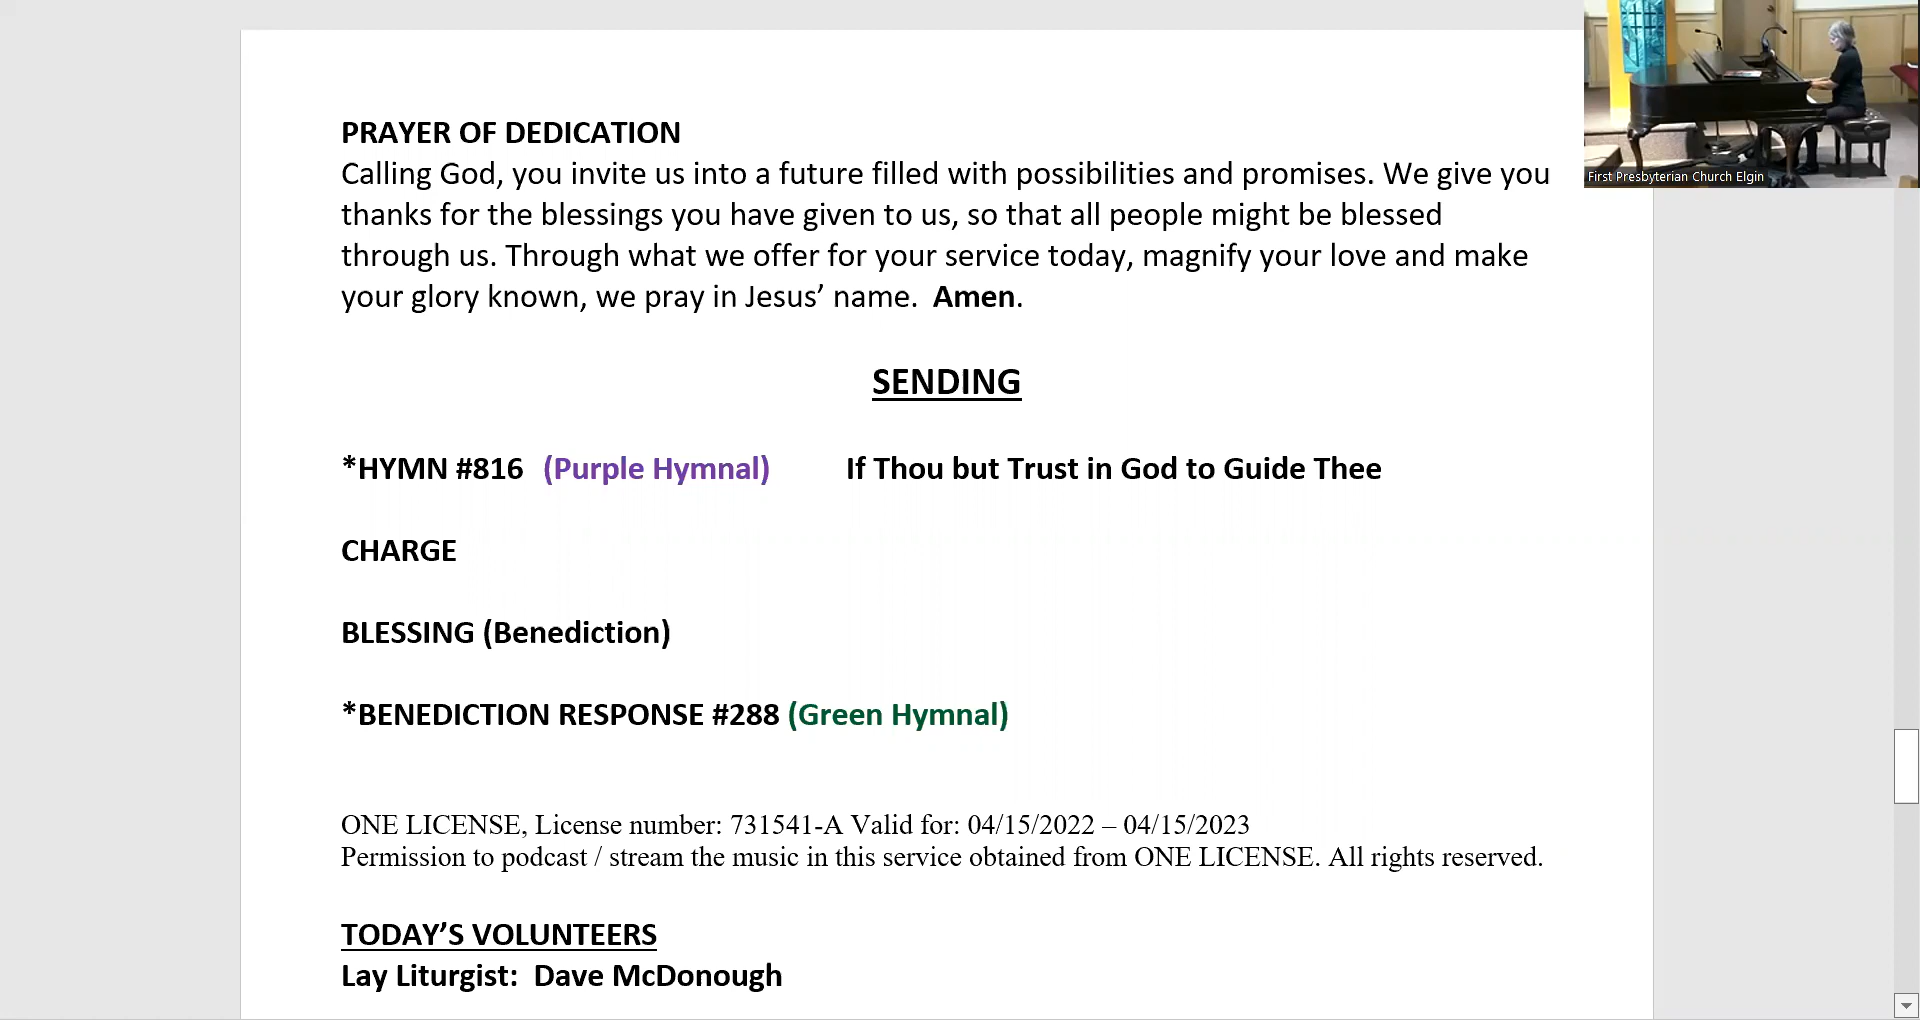 PRAYER OF DEDICATION
Calling God, you invite us into a future filled with possibilities and promises. We give you
thanks for the blessings you have given to us, so that all people might be blessed
through us. Through what we offer for your service today, magnify your love and make
your glory known, we pray in Jesus’ name.  Amen.
SENDING
*HYMN #816  (Purple Hymnal)  If Thou but Trust in God to Guide Thee
CHARGE
BLESSING (Benediction)
*BENEDICTION RESPONSE #288 (Green Hymnal)
ONE LICENSE, License number: 731541-A Valid for: 04/15/2022 – 04/15/2023
Permission to podcast / stream the music in this service obtained from ONE LICENSE. All rights reserved.
TODAY’S VOLUNTEERS
Lay Liturgist:  Dave McDonough
First Presbyterian Church Elgin